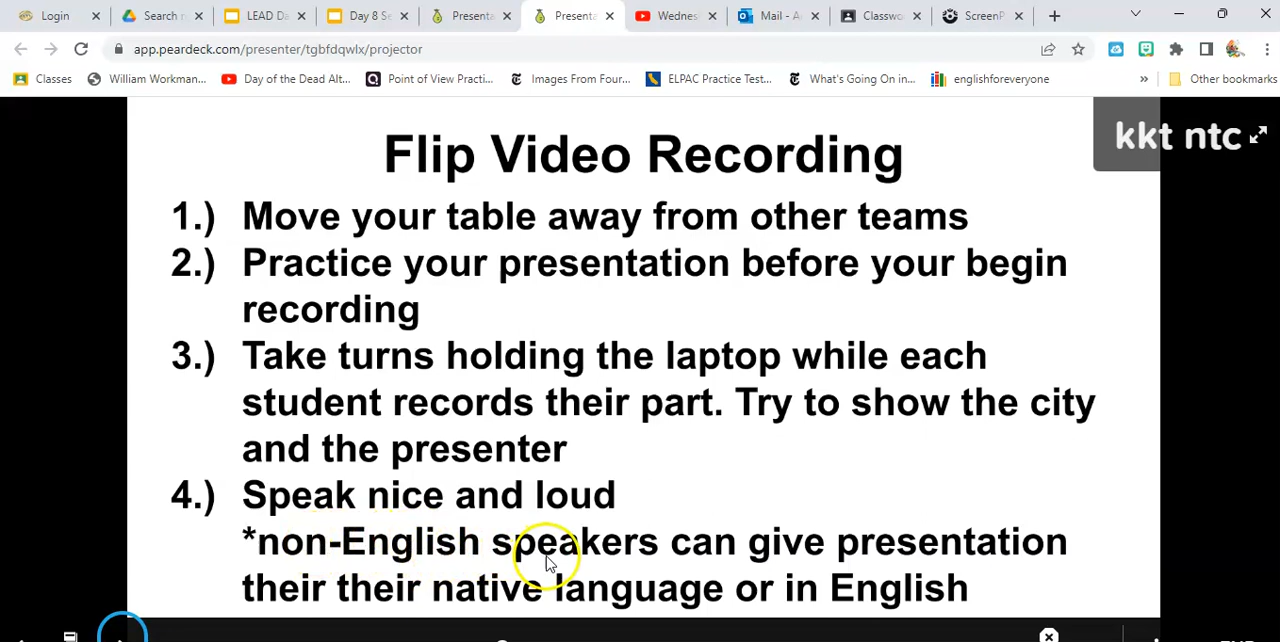 Login
Search r
LEAD Da
Day 8 Se
Presenta
Presenta
Wednes
Mail - A
Classwo
ScreenP
app.peardeck.com/presenter/tgbfdqwlx/projector
Classes
William Workman...
Day of the Dead Alt...
Point of View Practi...
Images From Four...
ELPAC Practice Test...
What's Going On in...
englishforeveryone
»
Other bookmarks
kkt ntc
Flip Video Recording
1.) Move your table away from other teams
2.) Practice your presentation before your begin
recording
3.) Take turns holding the laptop while each
student records their part. Try to show the city
and the presenter
4.) Speak nice and loud
*non-English speakers can give presentation
their their native language or in English